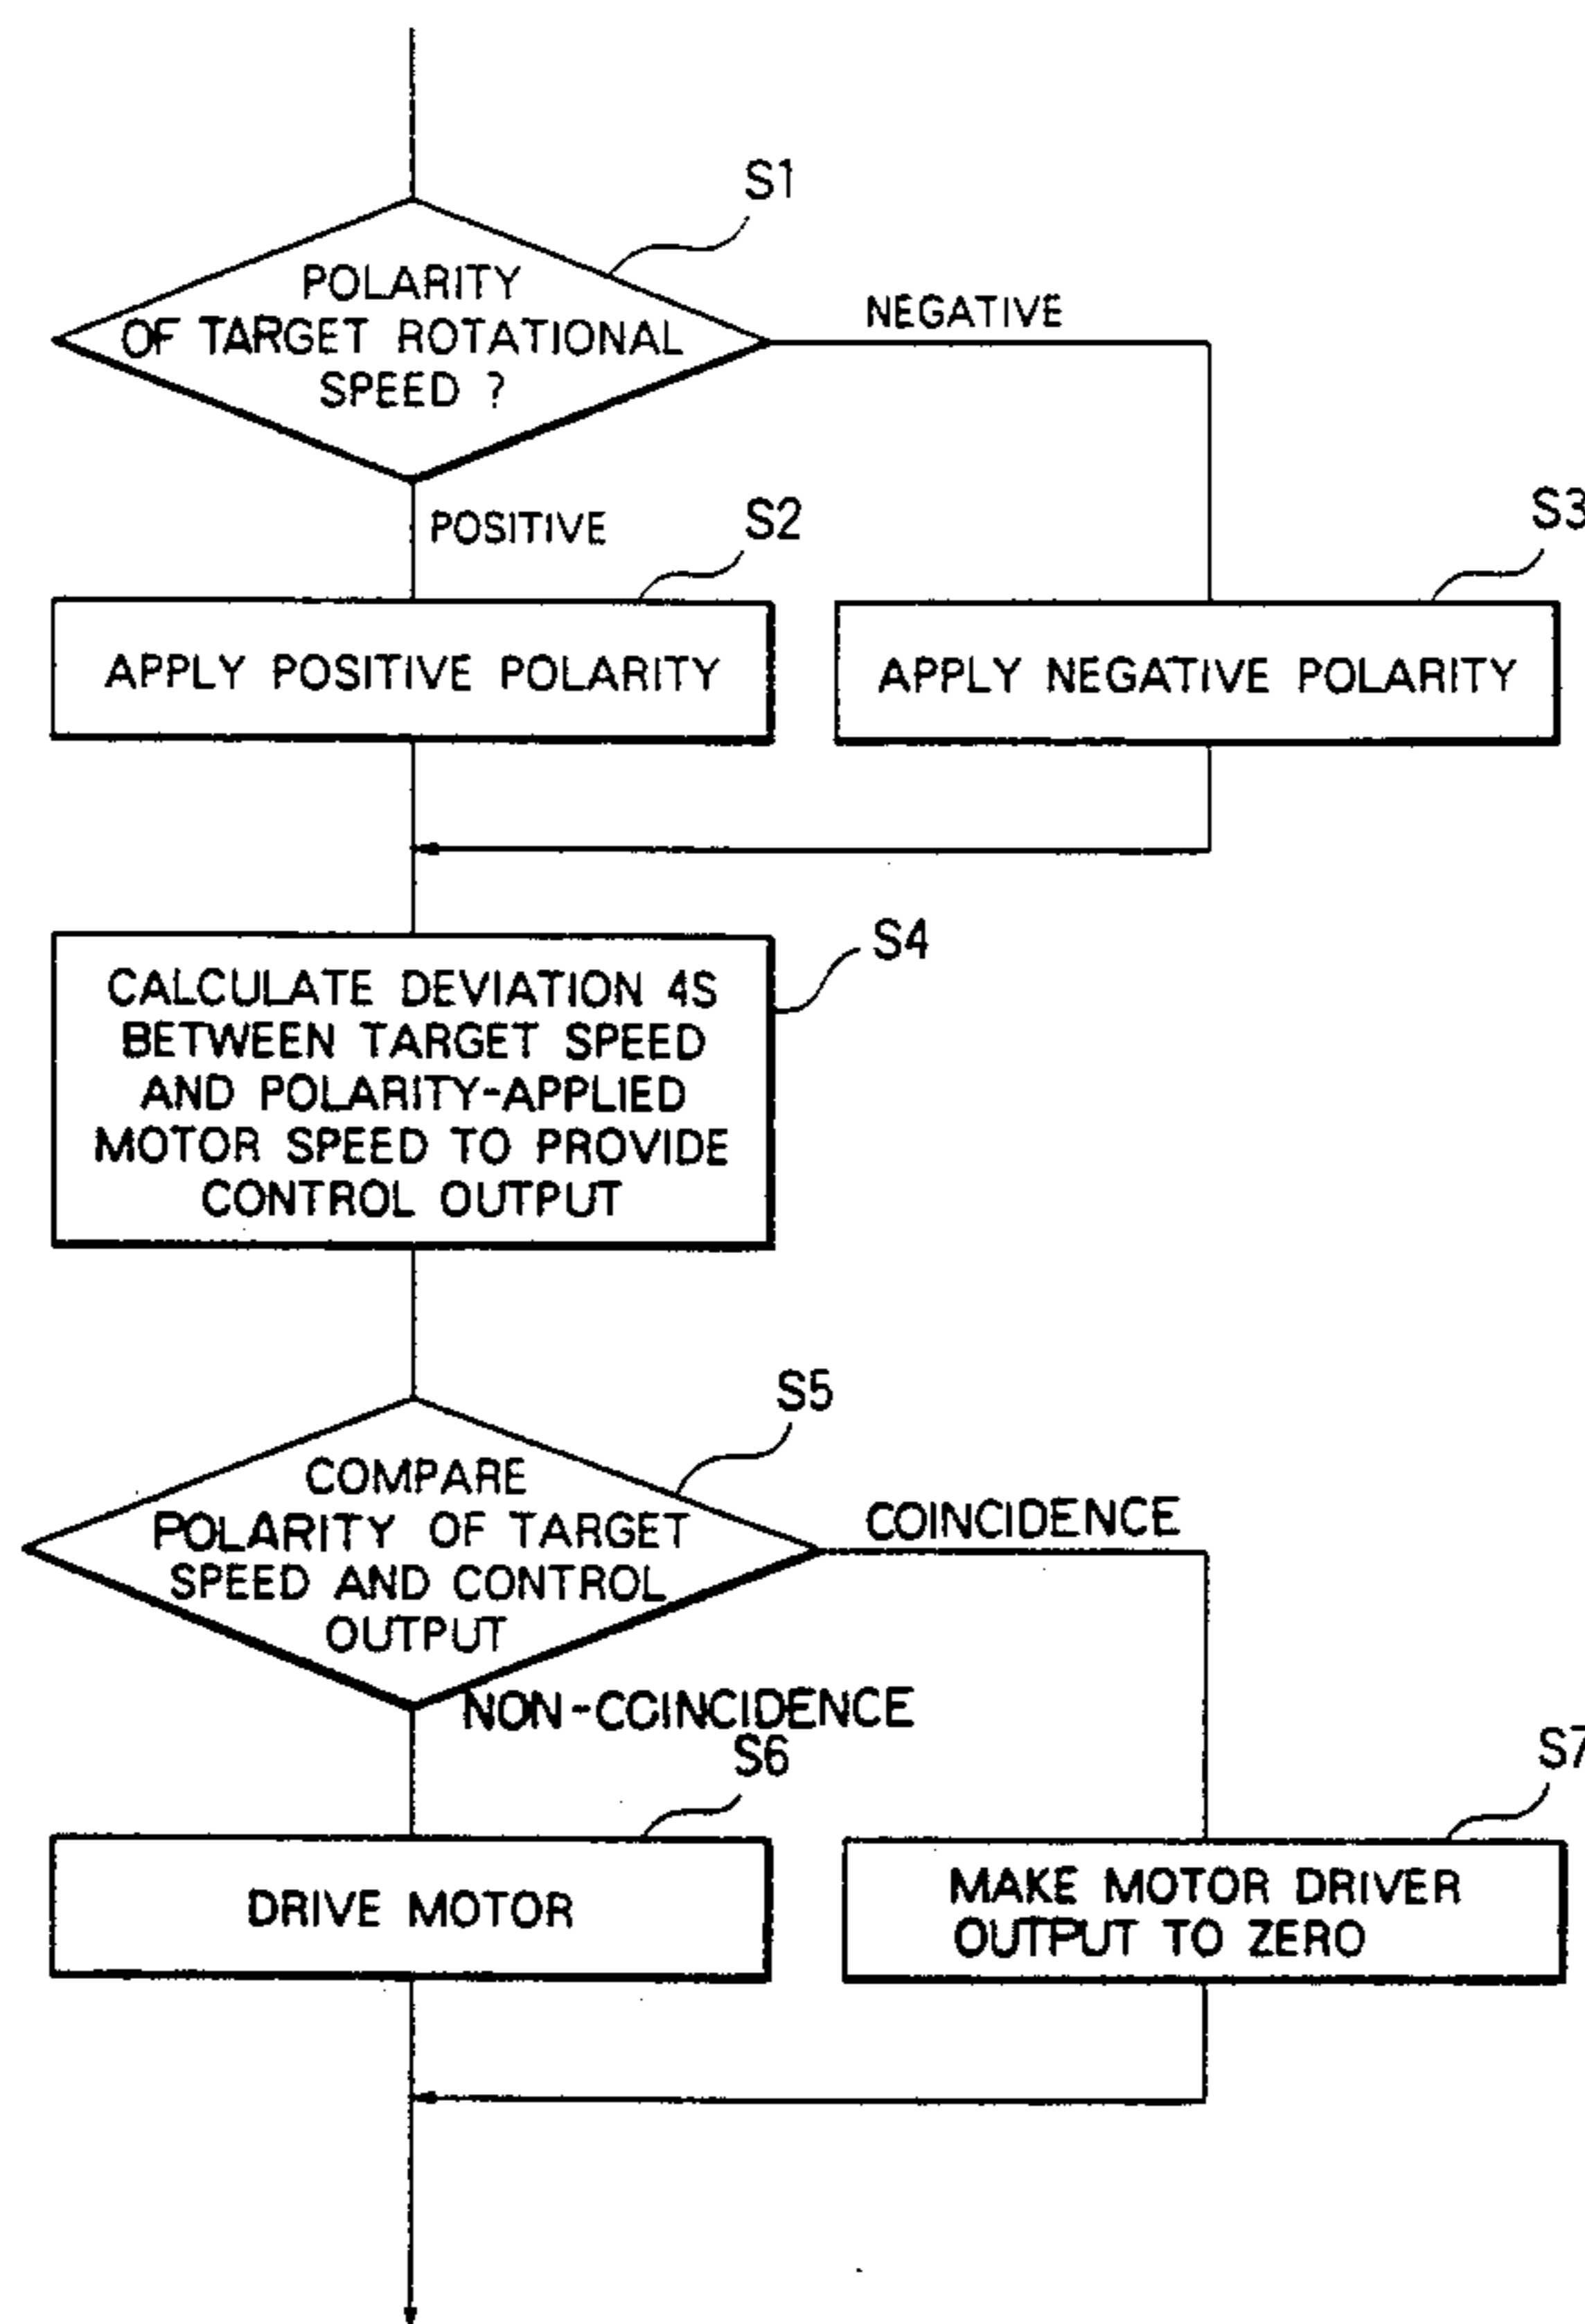 S1
POLARITY
OF TARGET ROTATIONAL
SPEED ?
NEGATIVE
POSITIVE
S2
S3
APPLY POSITIVE POLARITY
APPLY NEGATIVE POLARITY
S4
CALCULATE DEVIATION 4S
BETWEEN TARGET SPEED
AND POLARITY-APPLIED
MOTOR SPEED TO PROVIDE
CONTROL OUTPUT
S5
COMPARE
POLARITY OF TARGET
SPEED AND CONTROL
OUTPUT
COINCIDENCE
NON-COINCIDENCE
S6
S7
DRIVE MOTOR
MAKE MOTOR DRIVER
OUTPUT TO ZERO